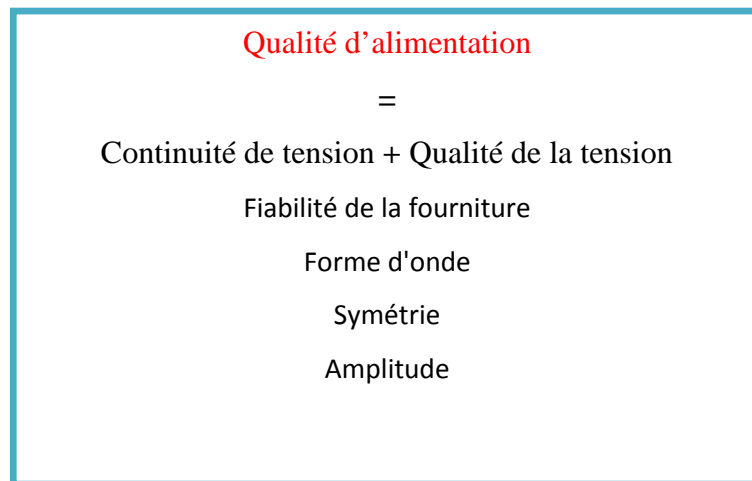 Qualité d’alimentation
=
Continuité de tension + Qualité de la tension
Fiabilité de la fourniture
Forme d'onde
Symétrie
Amplitude